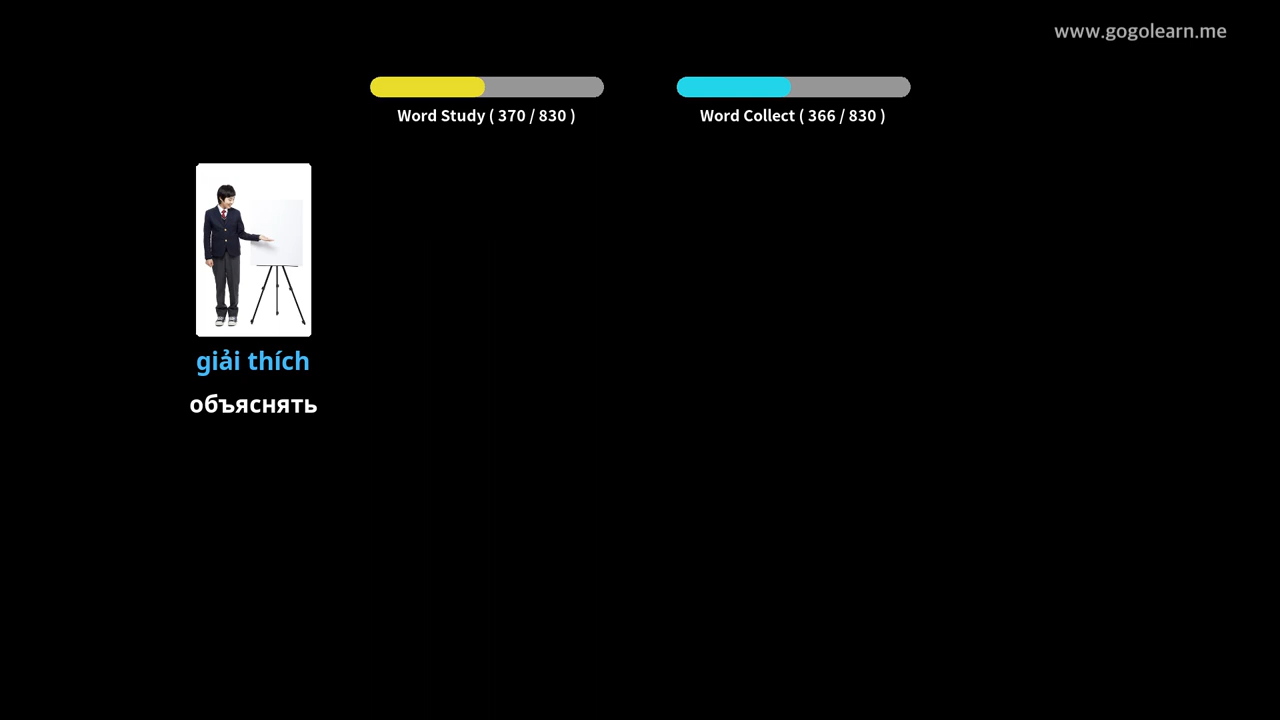 www.gogolearn.me
Word Study ( 370 / 830 )
Word Collect ( 366 / 830 )
giải thích
объяснять